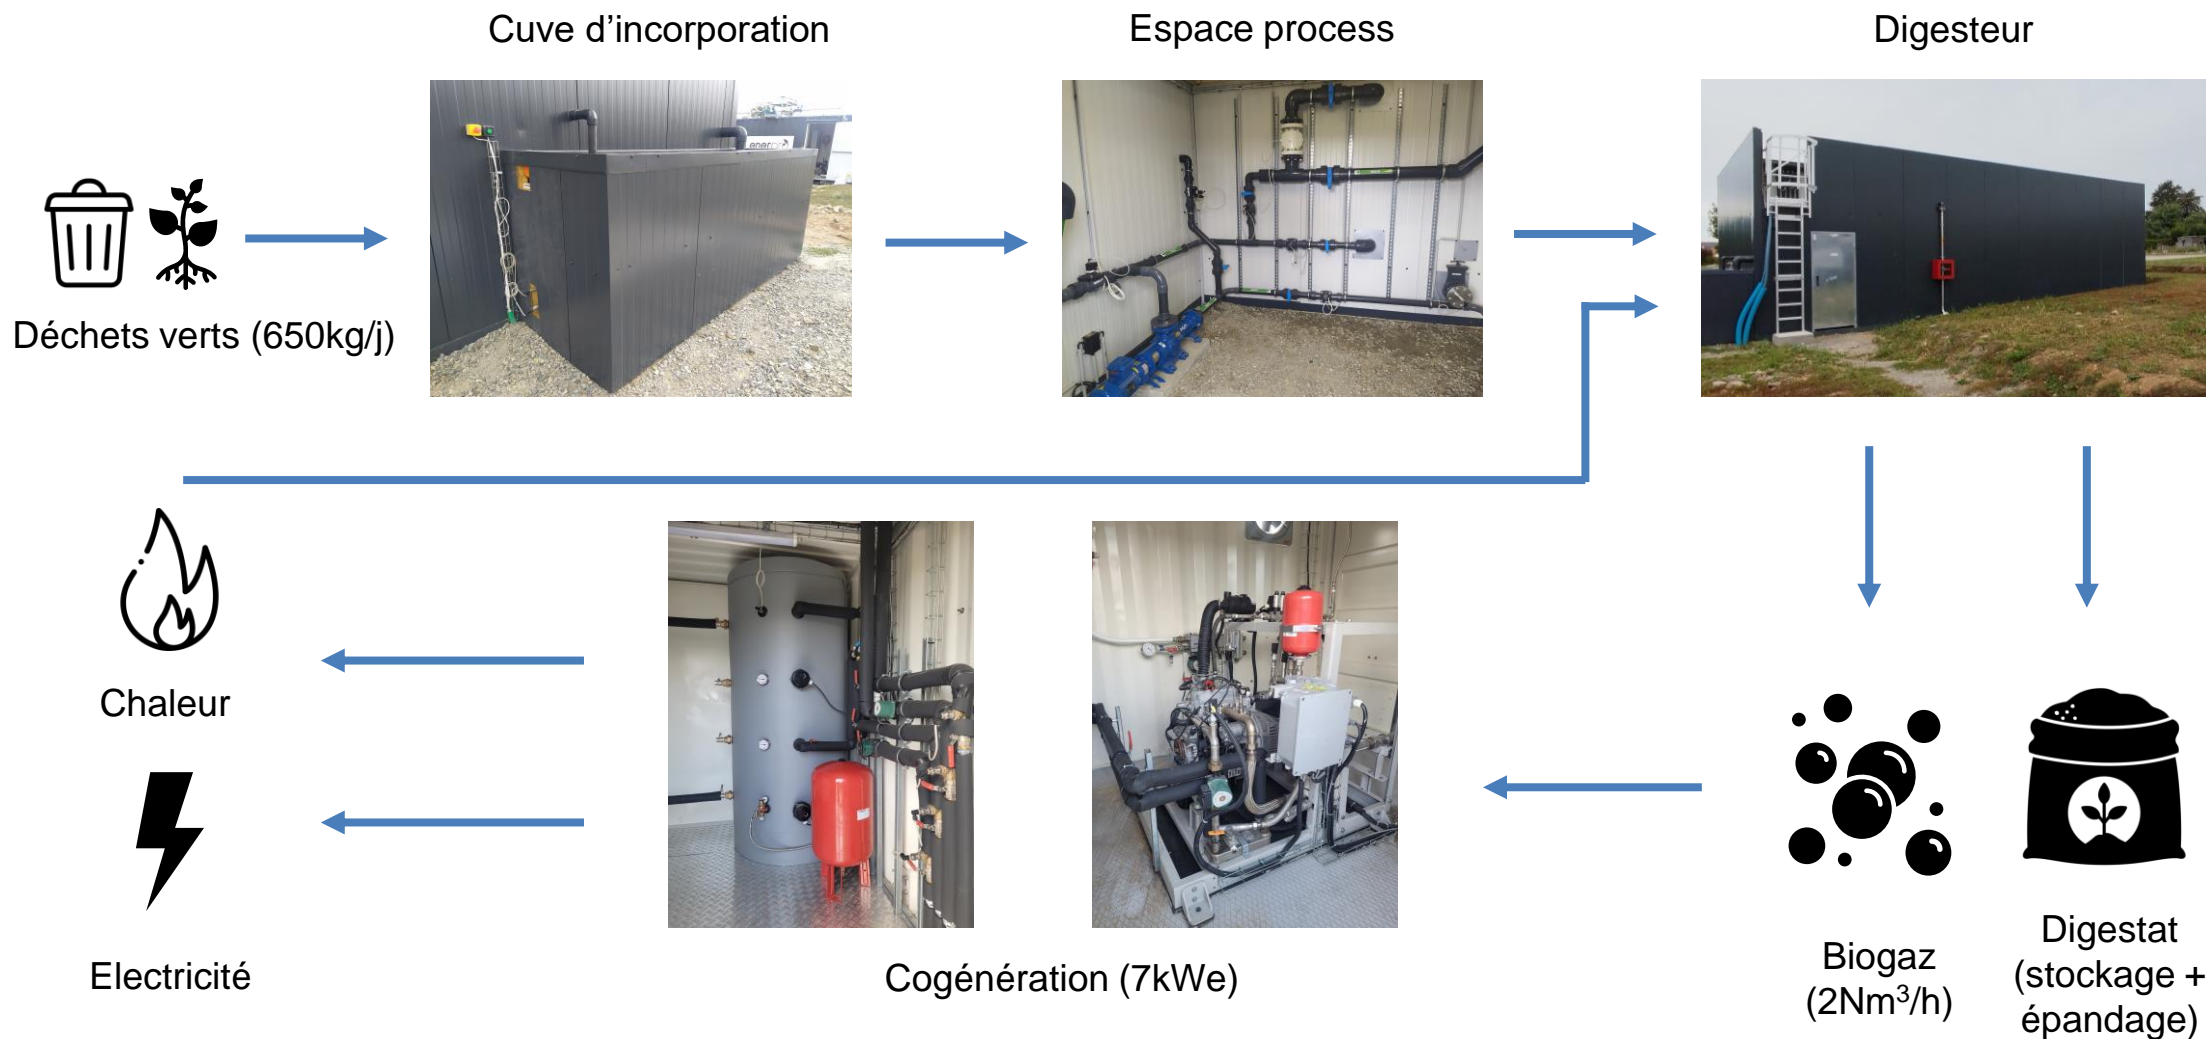 Cuve d’incorporation
Espace process
Digesteur
Déchets verts (650kg/j)
Chaleur
Electricité
Cogénération (7kWe)
Biogaz
(2Nm³/h)
Digestat
(stockage +
épandage)